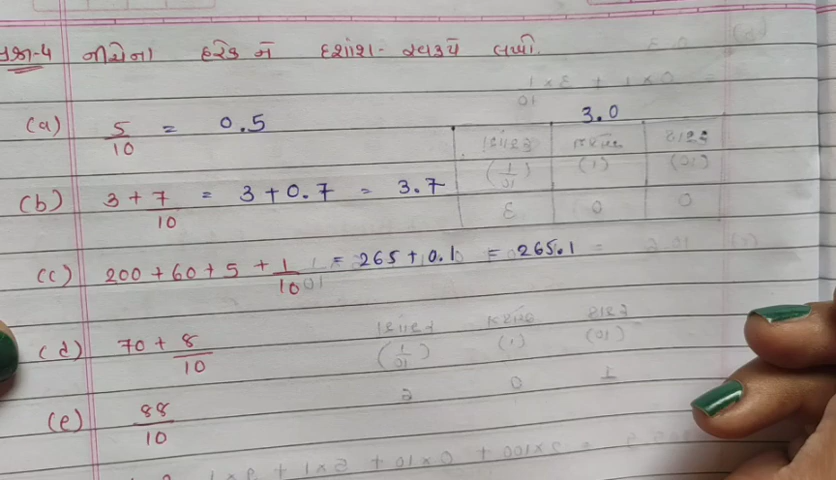 પ્રશ્ન-4 નીચેના દરેક ને દશાંશ- સ્વરૂપે લખો.
(a) 5/10 = 0.5
3.0
(b) 3 + 7/10 = 3 + 0.7 = 3.7
(c) 200 + 60 + 5 + 1/10 = 265 + 0.1 = 265.1
(d) 70 + 8/10
(e) 88/10